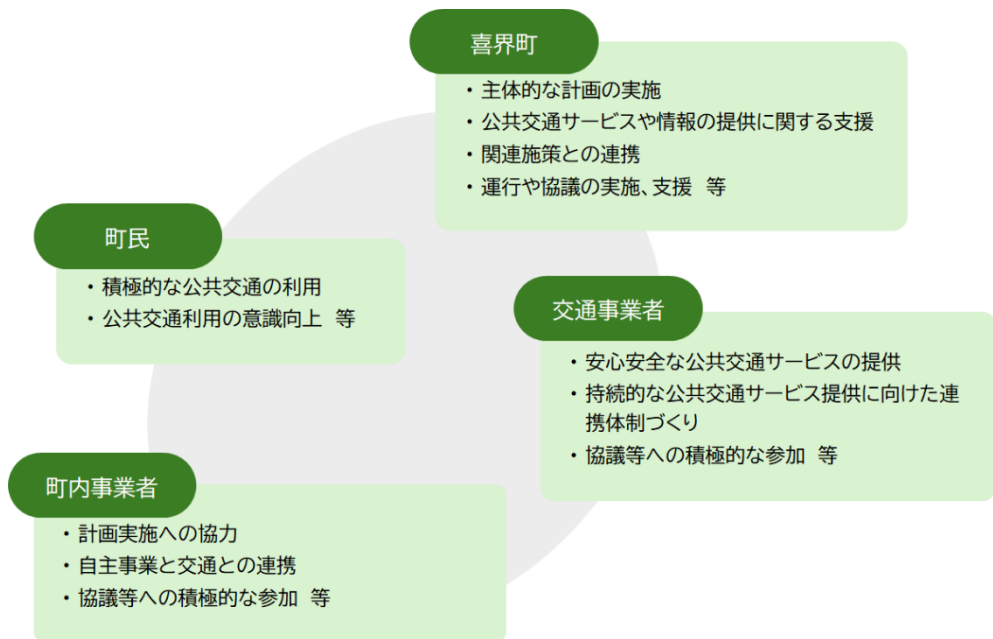 喜界町
・主体的な計画の実施
・公共交通サービスや情報の提供に関する支援
・関連施策との連携
・運行や協議の実施、支援 等
町民
・積極的な公共交通の利用
・公共交通利用の意識向上 等
交通事業者
・安心安全な公共交通サービスの提供
・持続的な公共交通サービス提供に向けた連
携体制づくり
・協議等への積極的な参加 等
町内事業者
・計画実施への協力
・自主事業と交通との連携
・協議等への積極的な参加 等